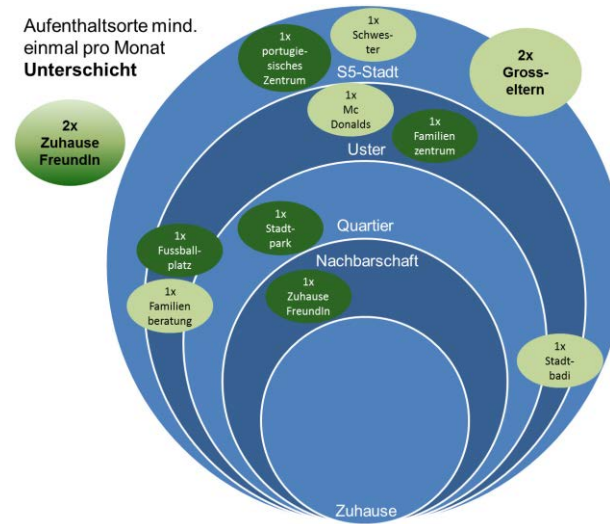 Aufenthaltsorte mind.
einmal pro Monat
Unterschicht
2x
Zuhause
FreundIn
1x
portugie-
sisches
Zentrum
1x
Schwes-
ter
2x
Gross-
eltern
S5-Stadt
1x
Mc
Donalds
1x
Familien
zentrum
Uster
1x
Stadt-
park
Quartier
1x
Fussball-
platz
Nachbarschaft
1x
Familien
beratung
1x
Zuhause
FreundIn
1x
Stadt-
badi
Zuhause